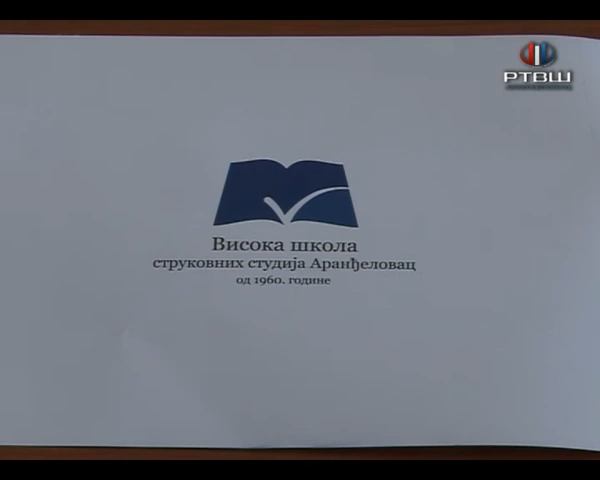 РТВШ
Висока школа
струковних студија Аранђеловац
од 1960. године